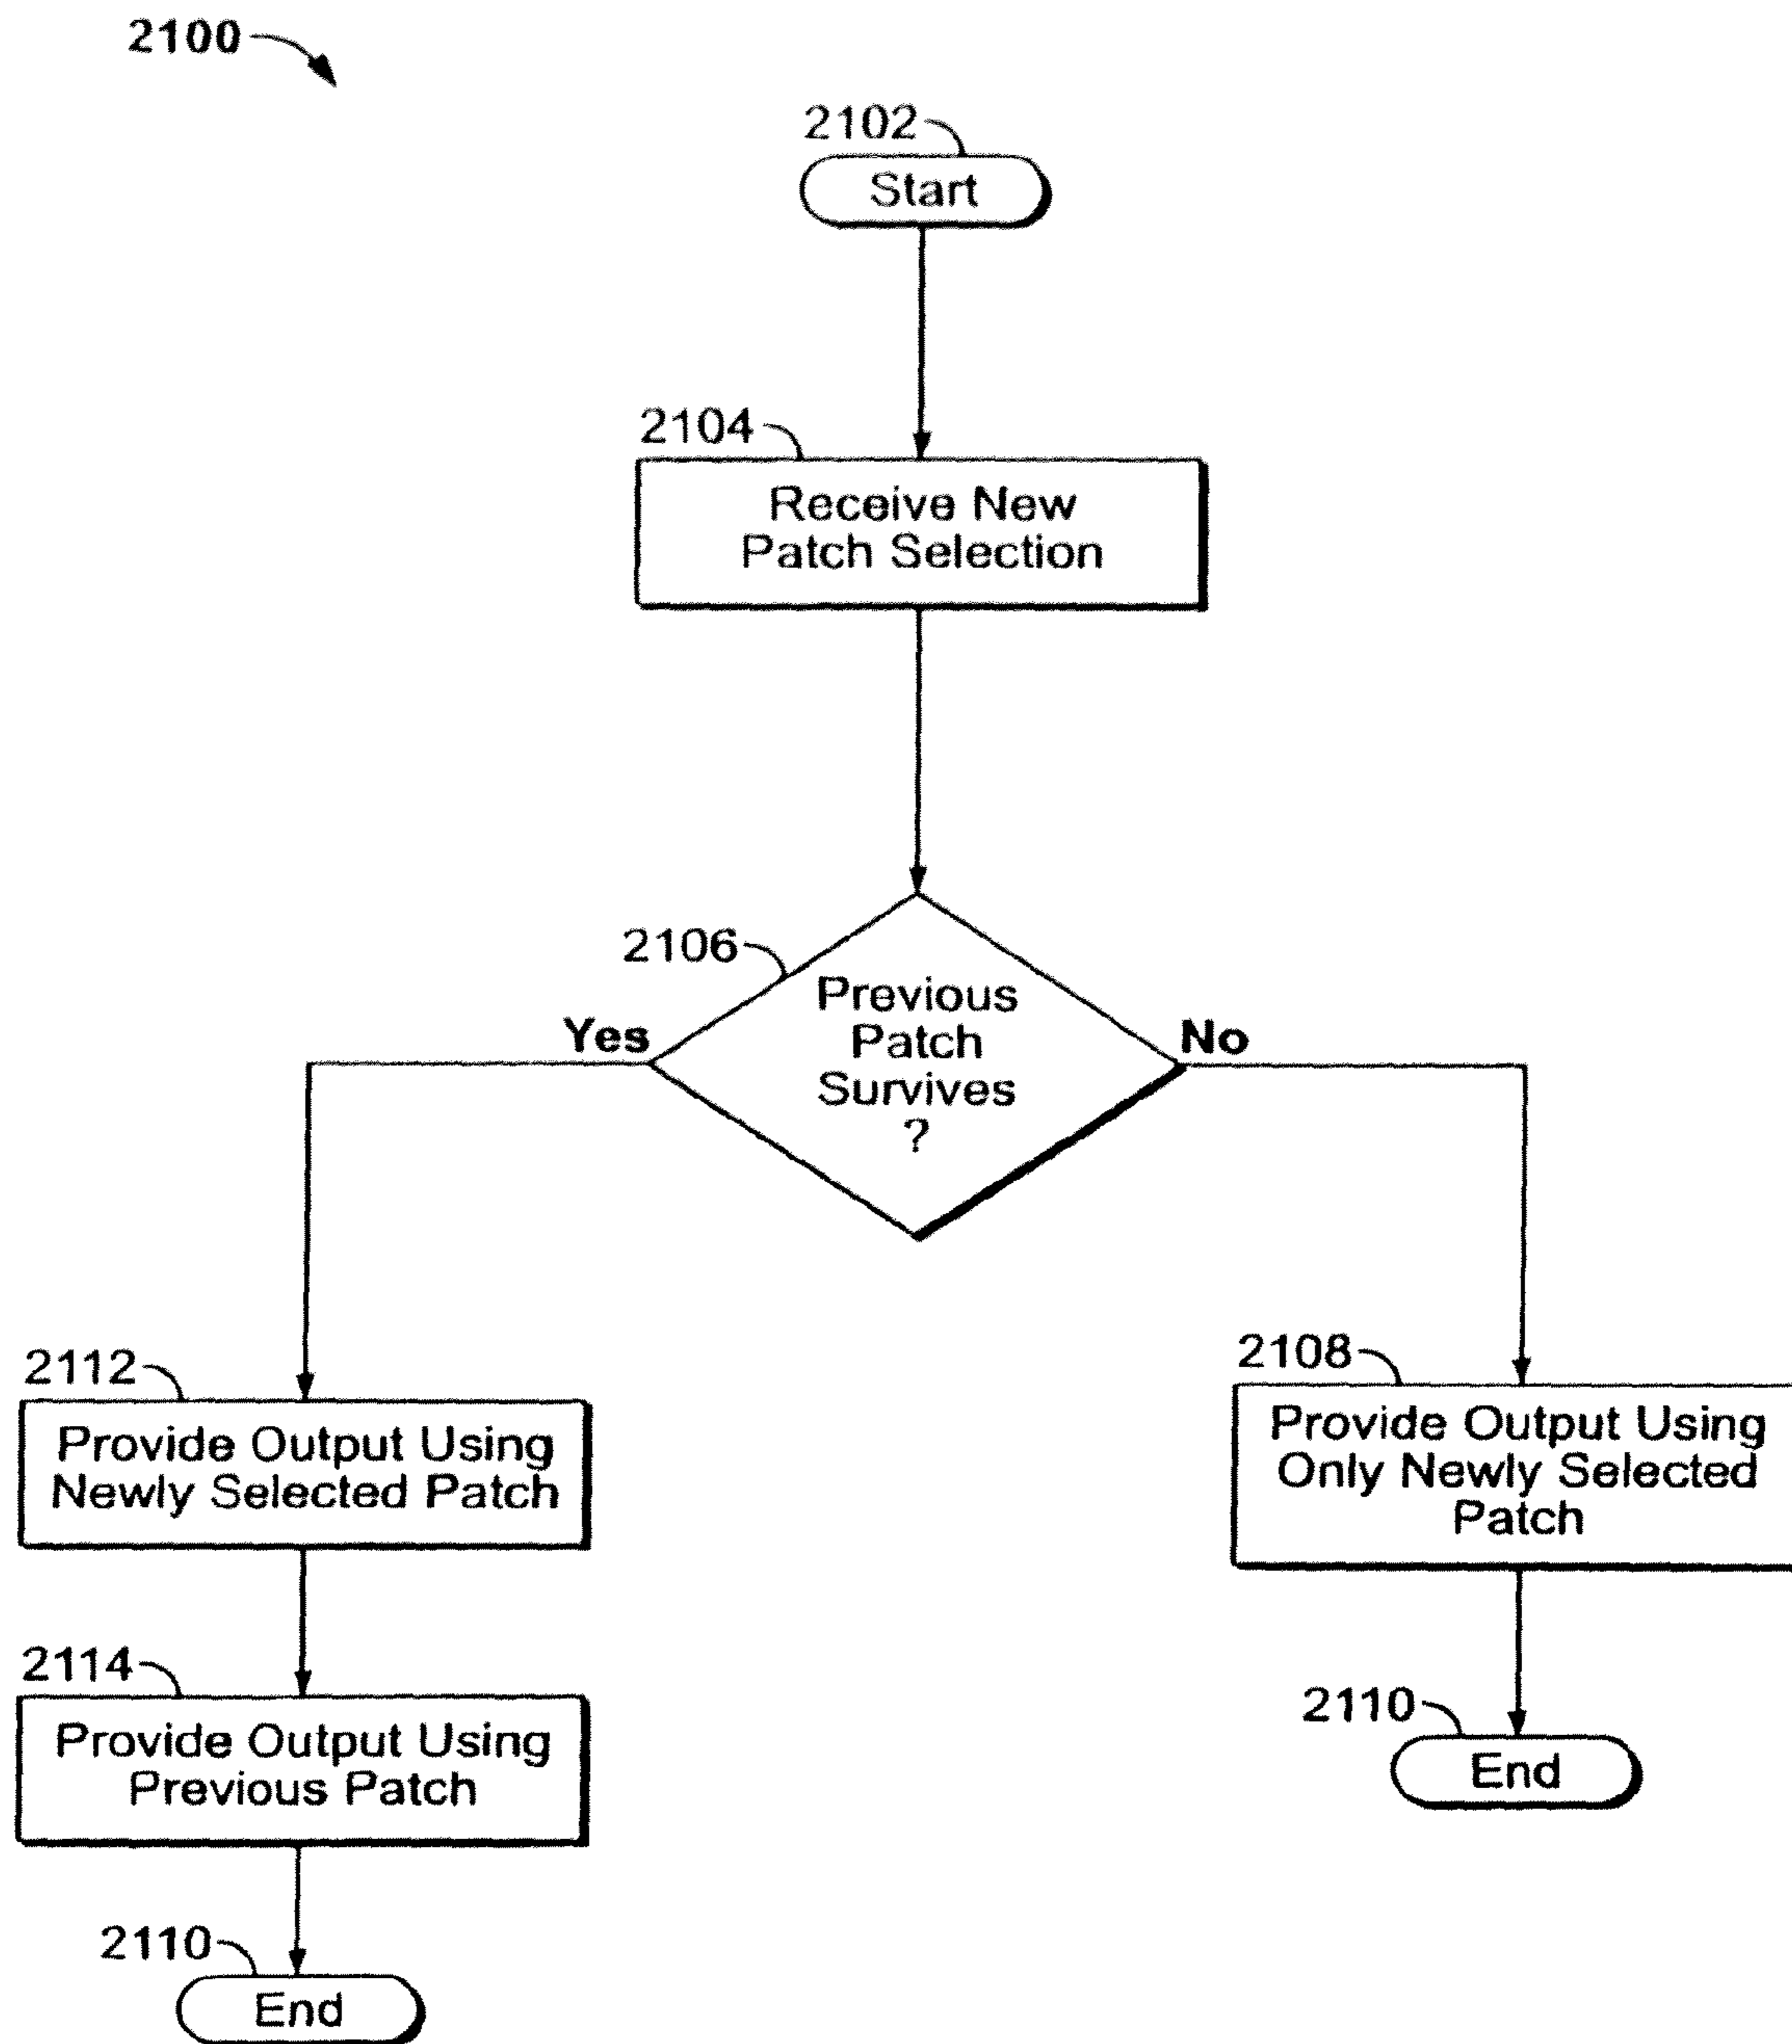 2100
2102
Start
2104
Receive New
Patch Selection
2106
Previous
Patch
Survives
?
Yes
No
2112
Provide Output Using
Newly Selected Patch
2108
Provide Output Using
Only Newly Selected
Patch
2114
Provide Output Using
Previous Patch
2110
End
2110
End